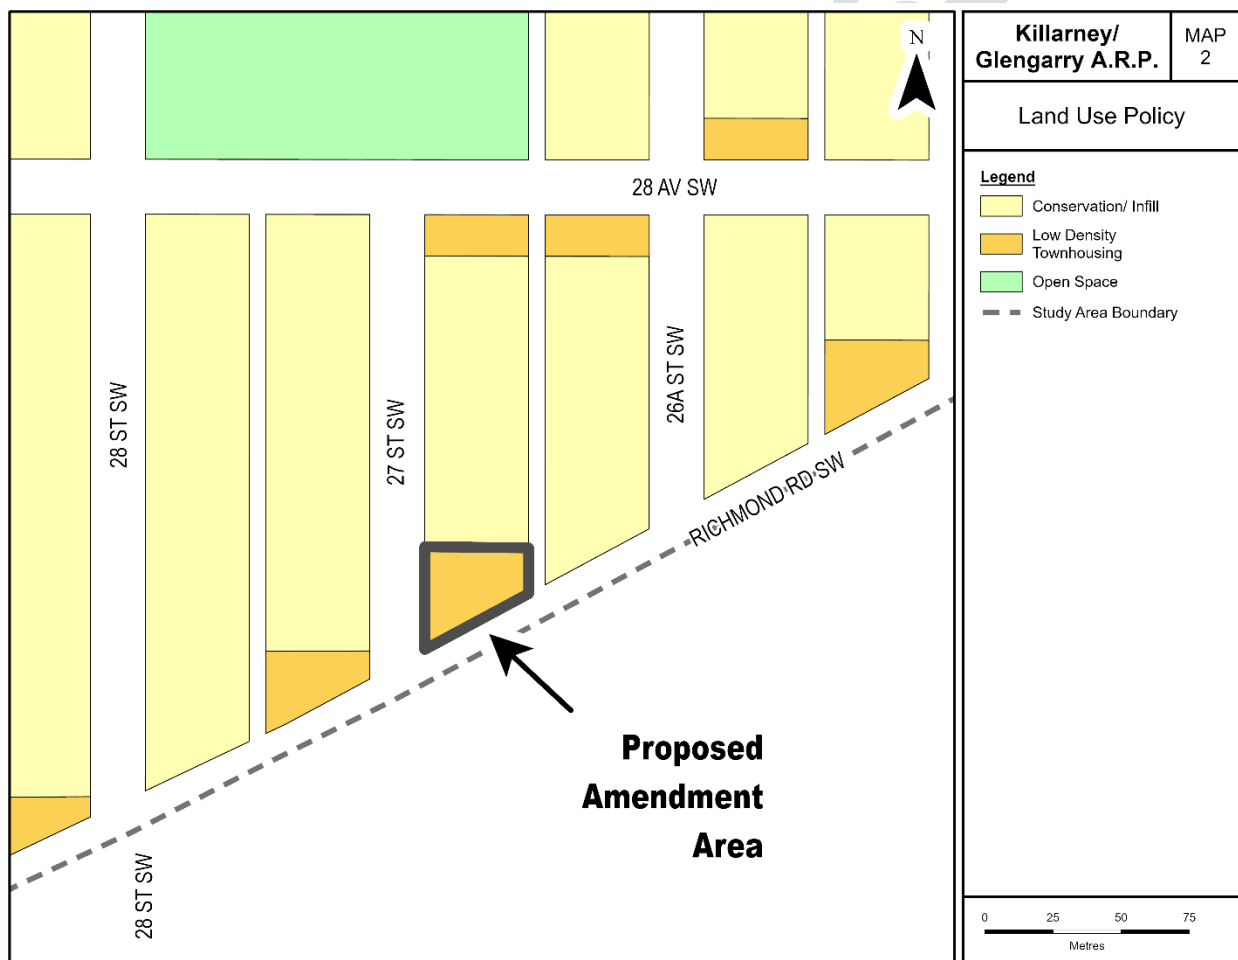 Killarney/
Glengarry A.R.P.
MAP
2
Land Use Policy
Legend
Conservation/ Infill
Low Density
Townhousing
Open Space
Study Area Boundary
N
28 AV SW
28 ST SW
27 ST SW
26A ST SW
RICHMOND RD SW
Proposed
Amendment
Area
28 ST SW
0 25 50 75
Metres